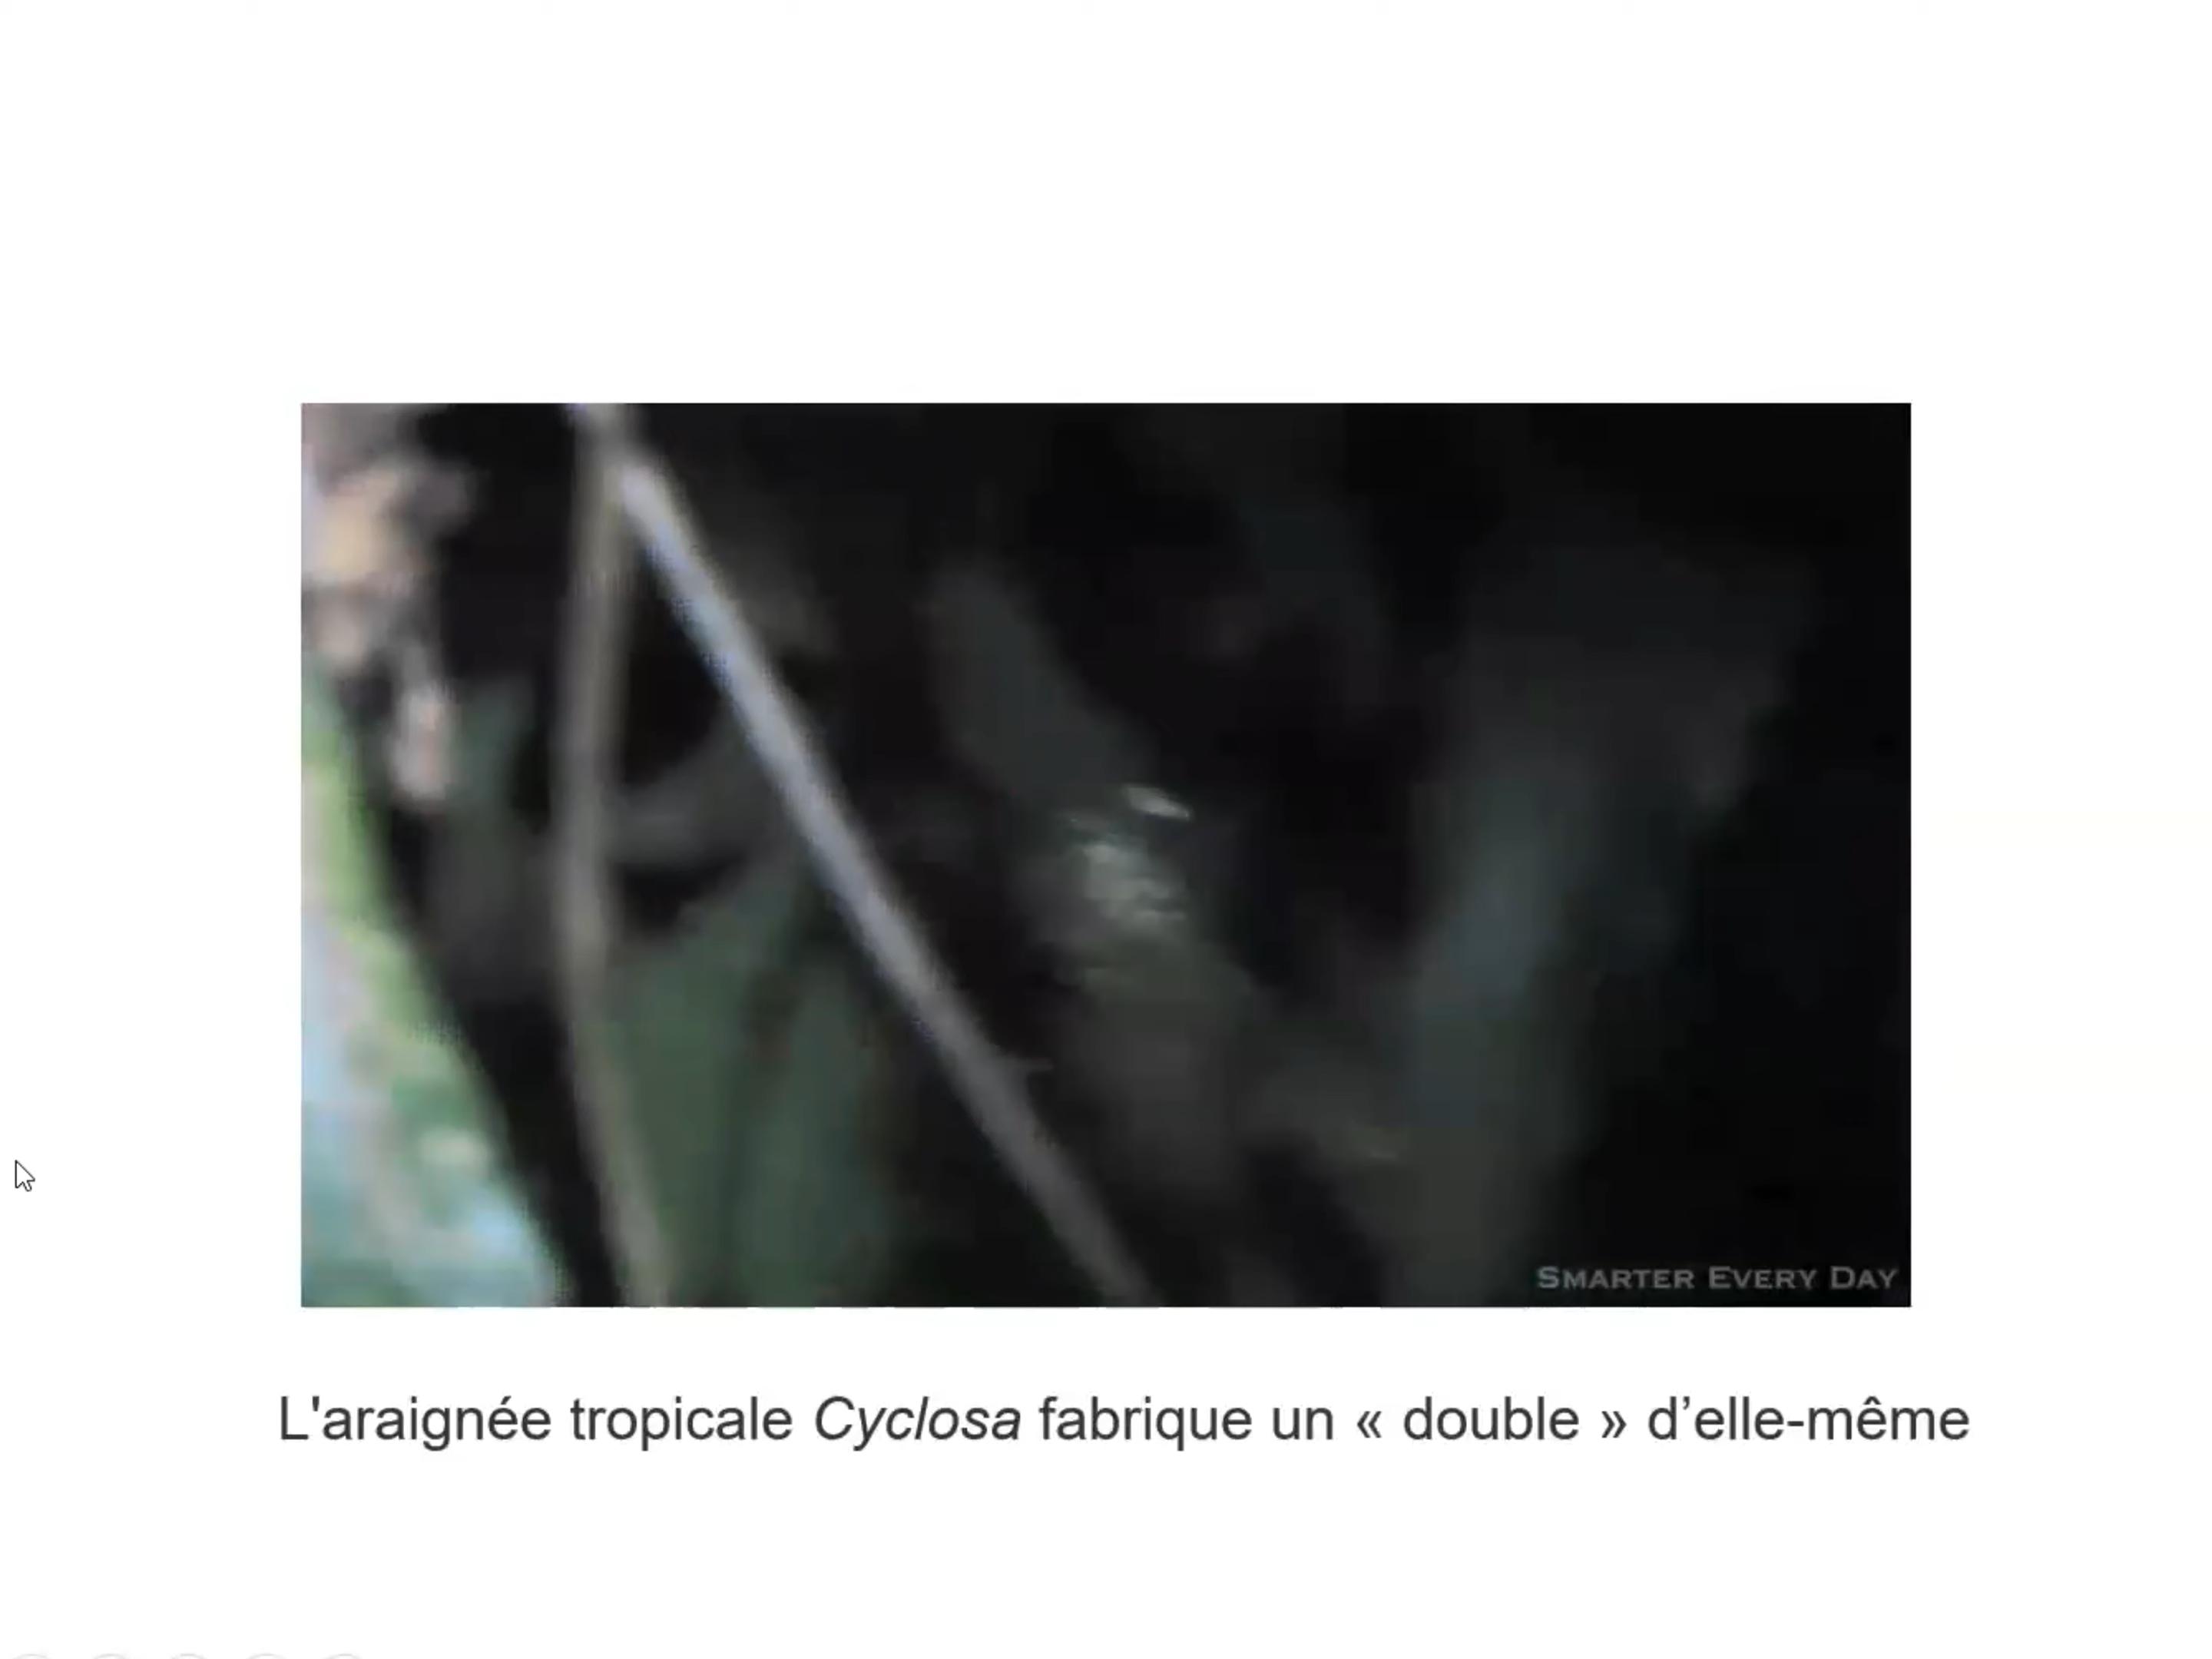 SMARTER EVERY DAY
L'araignée tropicale Cyclosa fabrique un « double » d’elle-même